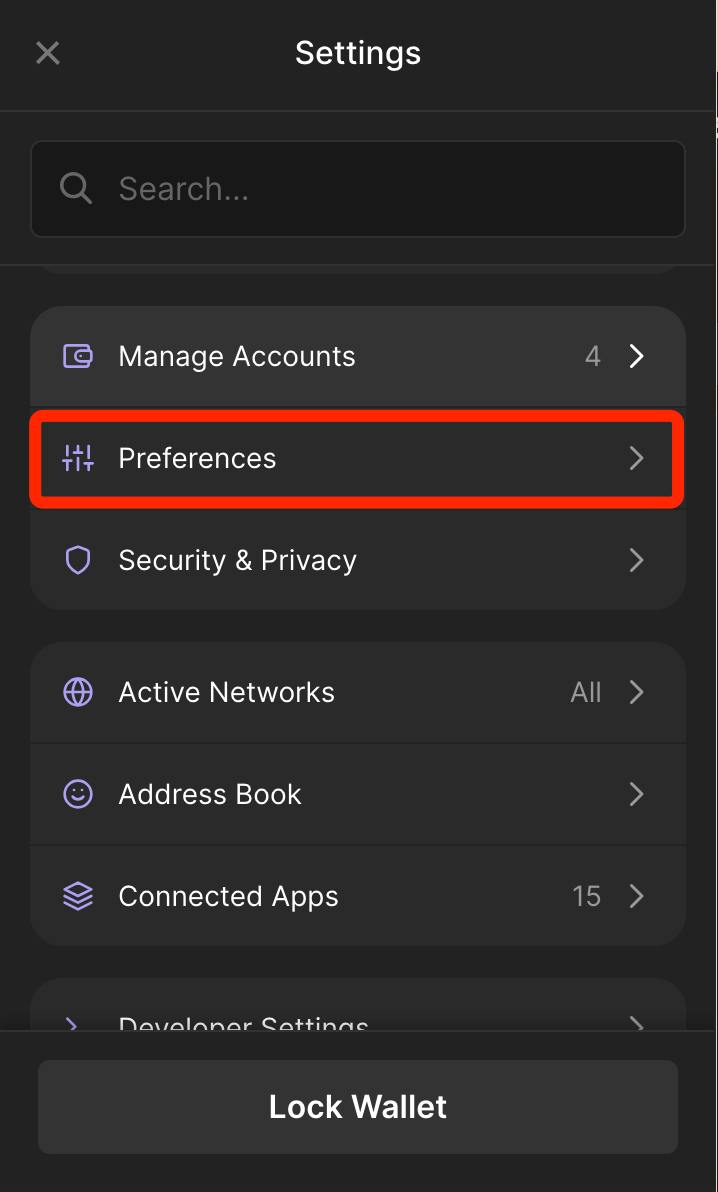 Settings
Search...
Manage Accounts 4
Preferences
Security & Privacy
Active Networks All
Address Book
Connected Apps 15
Developer Settings
Lock Wallet